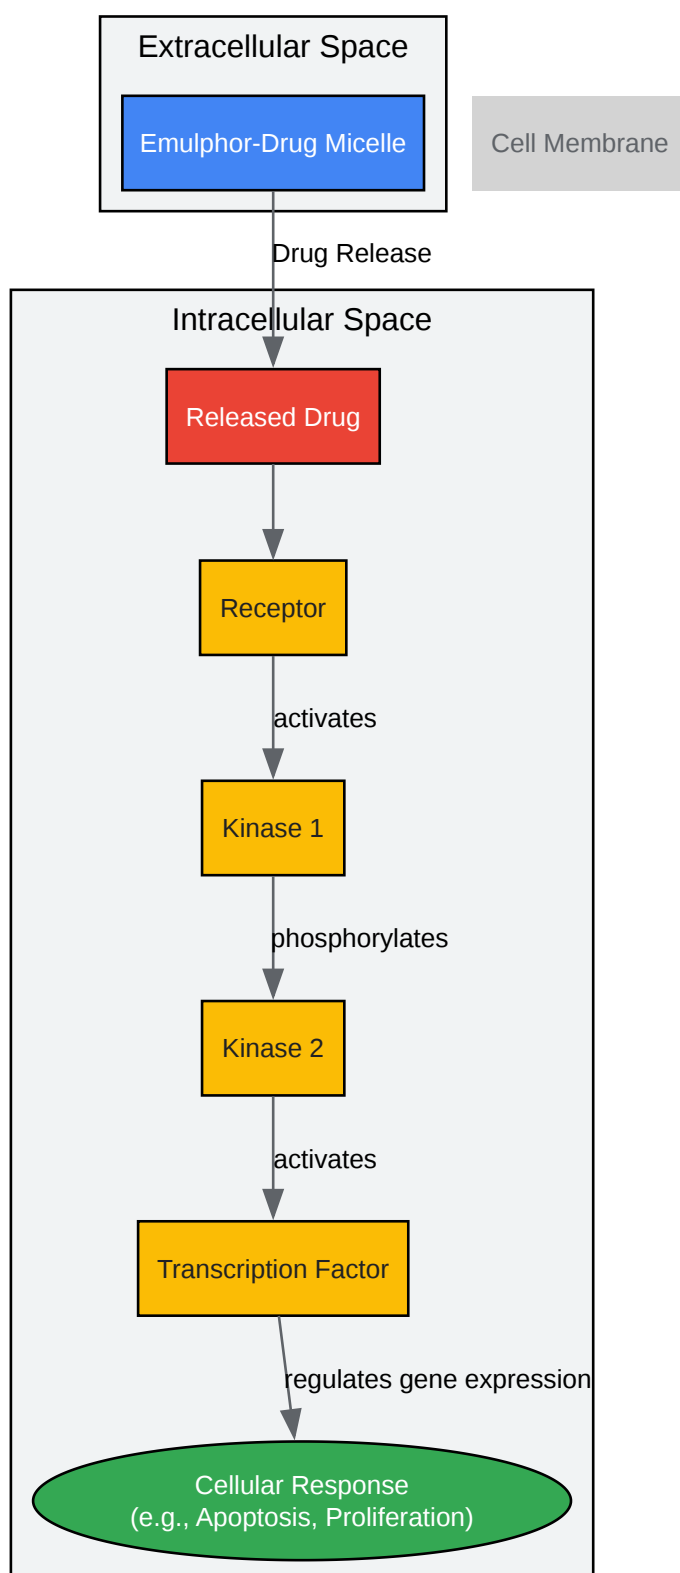 Extracellular Space
Emulphor-Drug Micelle
Cell Membrane
Drug Release
Intracellular Space
Released Drug
Receptor
activates
Kinase 1
phosphorylates
Kinase 2
activates
Transcription Factor
regulates gene expression
Cellular Response
(e.g., Apoptosis, Proliferation)